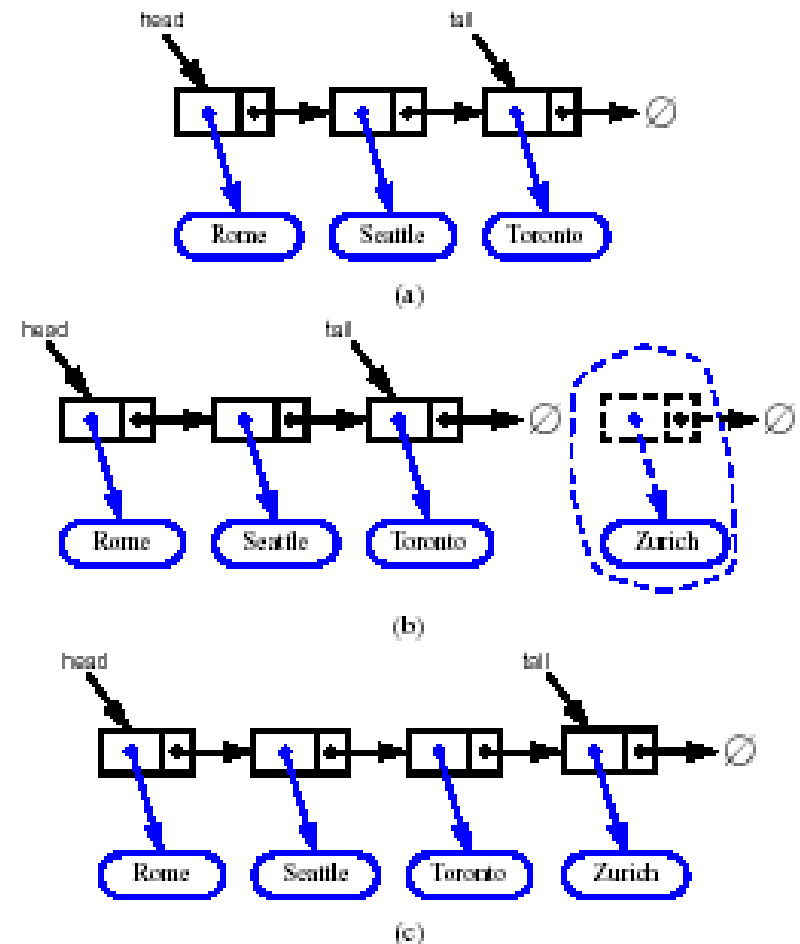 head tail
∅
Rome Seattle Toronto
(a)
head tail
∅ ∅
Rome Seattle Toronto Zurich
(b)
head tail
∅
Rome Seattle Toronto Zurich
(c)